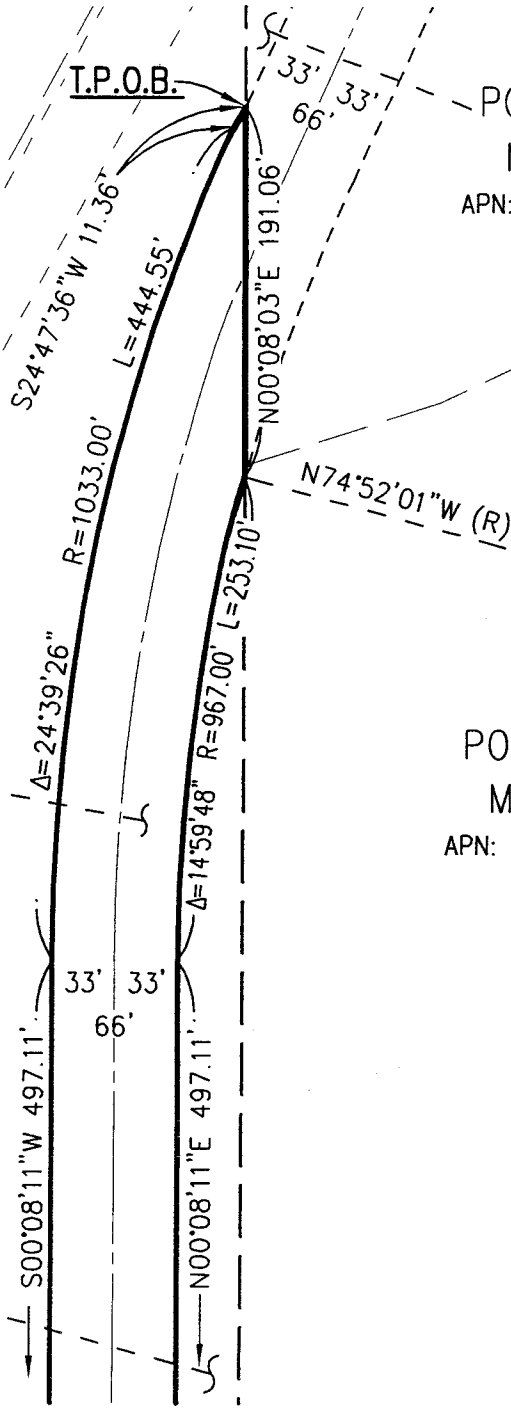 T.P.O.B.
33' 33'
66'
PO
APN:
S24°47'36"W 11.36'
L=444.55'
R=1033.00'
Δ=24°39'26"
N00°08'03"E 191.06'
N74°52'01"W (R)
L=253.10'
R=967.00'
Δ=14°59'48"
PO
M
APN:
33' 33'
66'
S00°08'11"W 497.11'
N00°08'11"E 497.11'